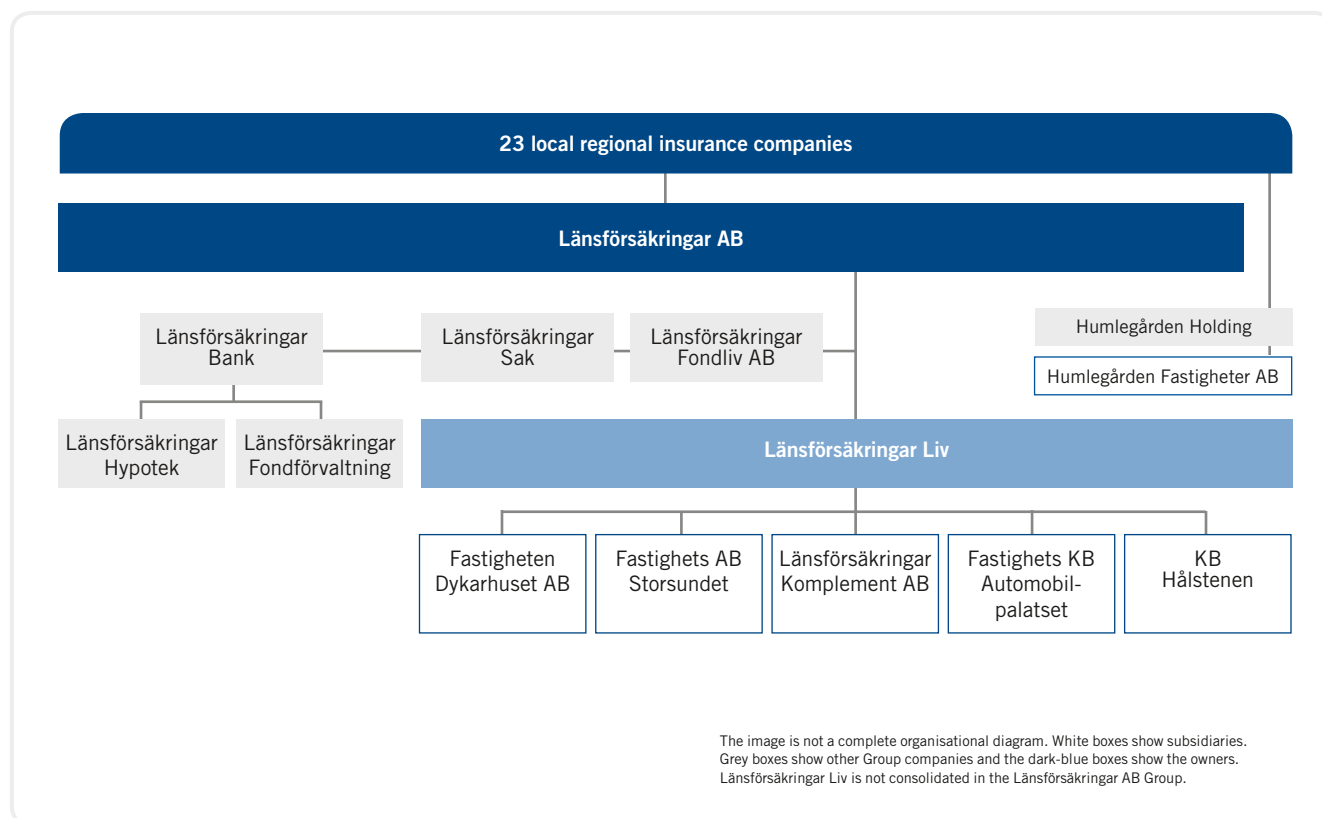 23 local regional insurance companies
Länsförsäkringar AB
Länsförsäkringar
Bank
Länsförsäkringar
Sak
Länsförsäkringar
Fondliv AB
Humlegården Holding
Humlegården Fastigheter AB
Länsförsäkringar
Hypotek
Länsförsäkringar
Fondförvaltning
Länsförsäkringar Liv
Fastigheten
Dykarhuset AB
Fastighets AB
Storsundet
Länsförsäkringar
Komplement AB
Fastighets KB
Automobil-
palatset
KB
Hålstenen
The image is not a complete organisational diagram. White boxes show subsidiaries.
Grey boxes show other Group companies and the dark-blue boxes show the owners.
Länsförsäkringar Liv is not consolidated in the Länsförsäkringar AB Group.